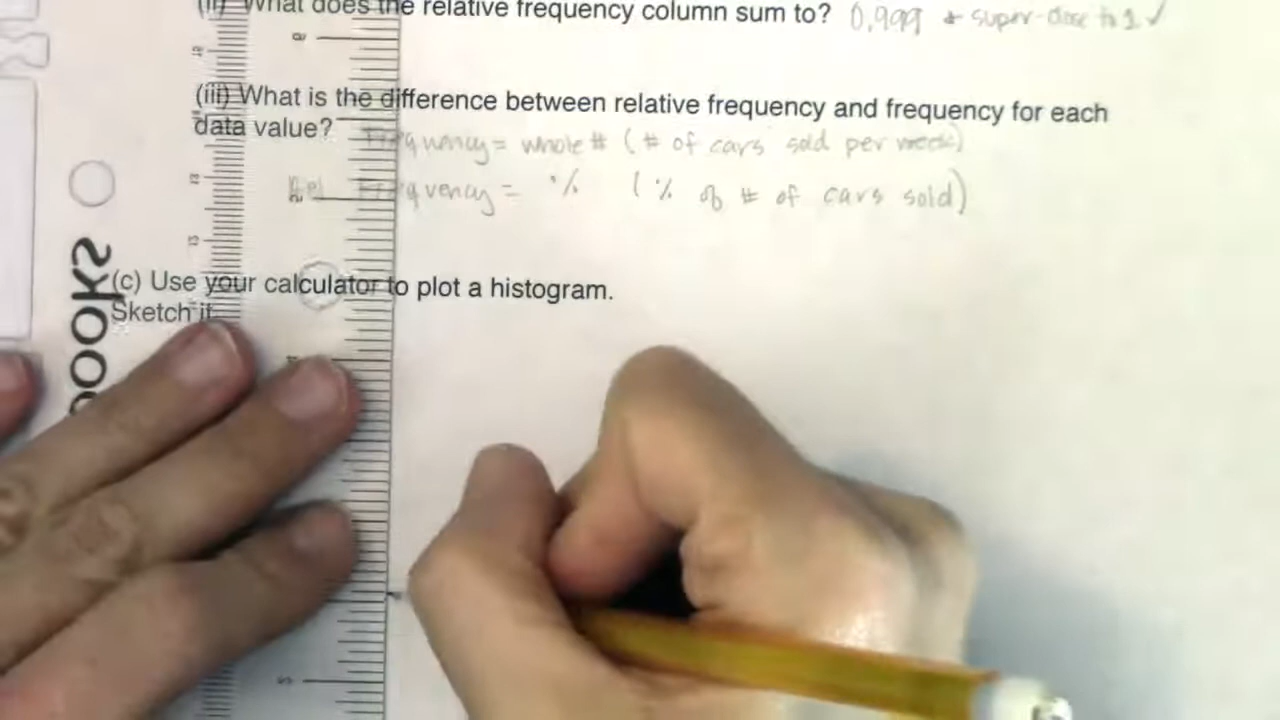 (ii) What does the relative frequency column sum to? 0.999 * super-close to 1 ✓
(iii) What is the difference between relative frequency and frequency for each
data value? Frequency = whole # (# of cars sold per week)
Rel Frequency = % (% of # of cars sold)
(c) Use your calculator to plot a histogram.
Sketch it.